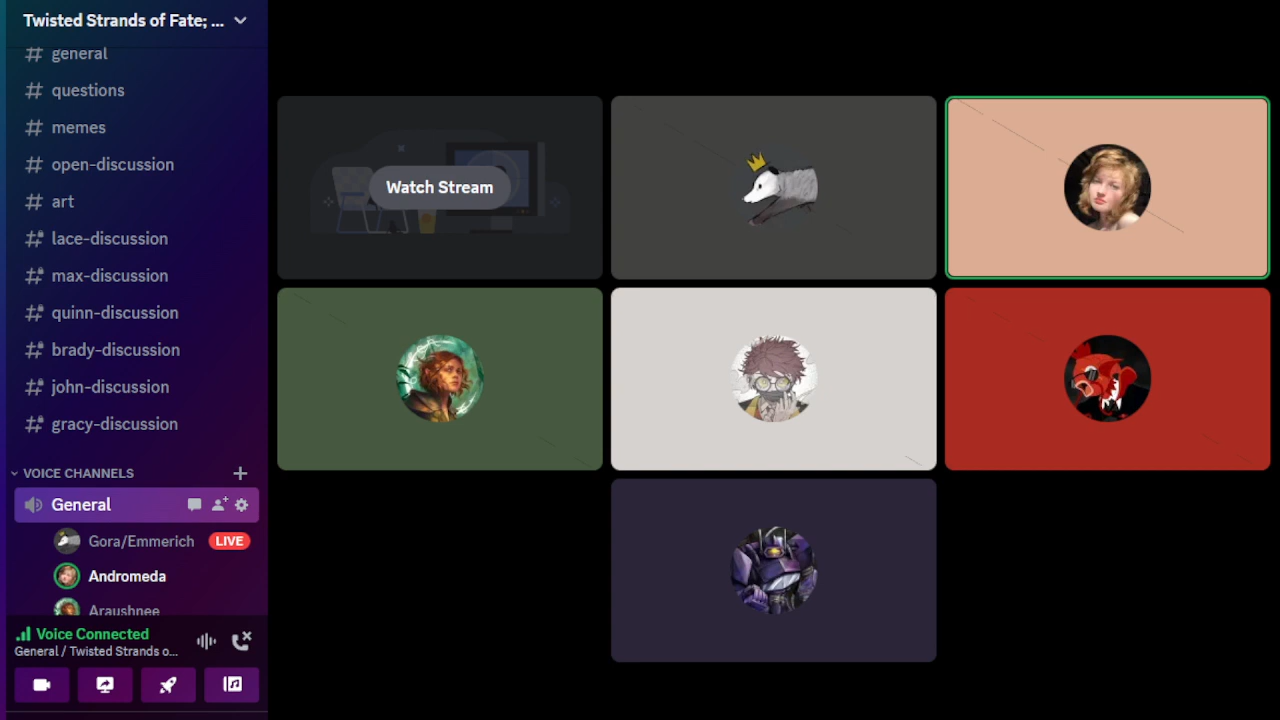 Twisted Strands of Fate; ...
general
questions
memes
open-discussion
art
lace-discussion
max-discussion
quinn-discussion
brady-discussion
john-discussion
gracy-discussion
VOICE CHANNELS
General
Gora/Emmerich LIVE
Andromeda
Araushnee
Voice Connected
General / Twisted Strands o...
Watch Stream